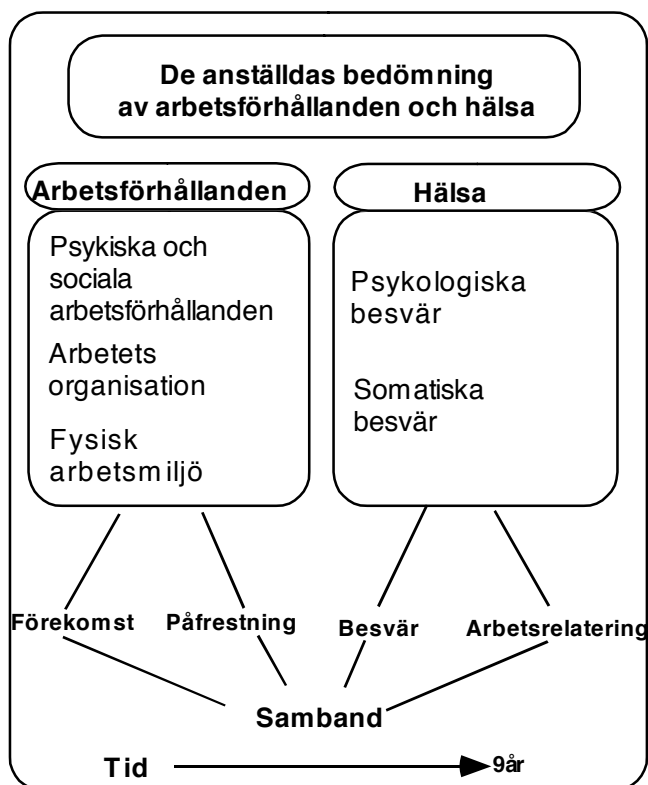 De anställdas bedömning
av arbetsförhållanden och hälsa
Arbetsförhållanden
Psykiska och
sociala
arbetsförhållanden
Arbetets
organisation
Fysisk
arbetsmiljö
Hälsa
Psykologiska
besvär
Somatiska
besvär
Förekomst
Påfrestning
Besvär
Arbetsrelatering
Samband
Tid
9år